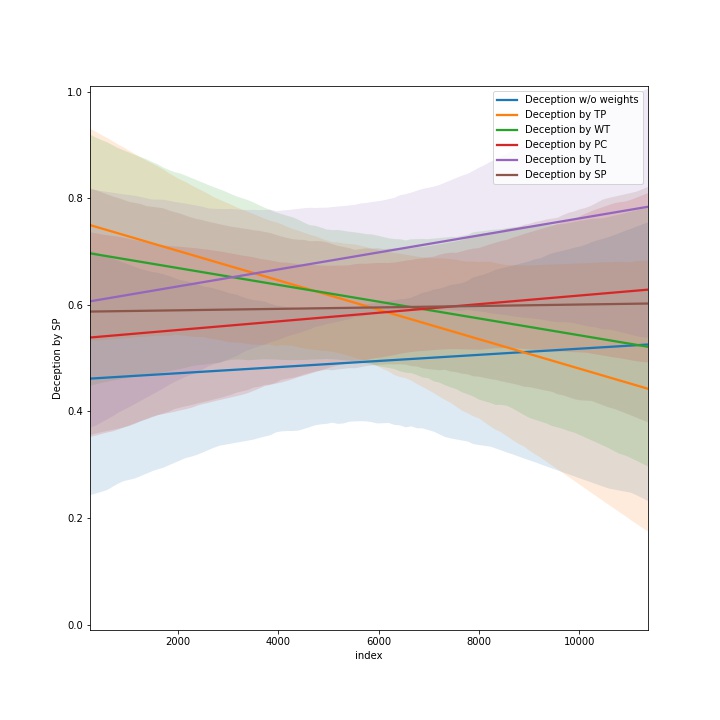 1.0
0.8
0.6
0.4
0.2
0.0
Deception by SP
Deception w/o weights
Deception by TP
Deception by WT
Deception by PC
Deception by TL
Deception by SP
2000 4000 6000 8000 10000
index